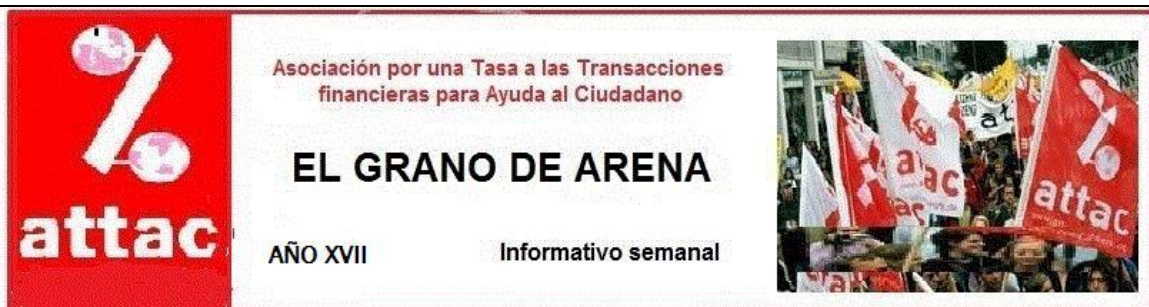 attac
Asociación por una Tasa a las Transacciones
financieras para Ayuda al Ciudadano
EL GRANO DE ARENA
AÑO XVII
Informativo semanal
attac
attac